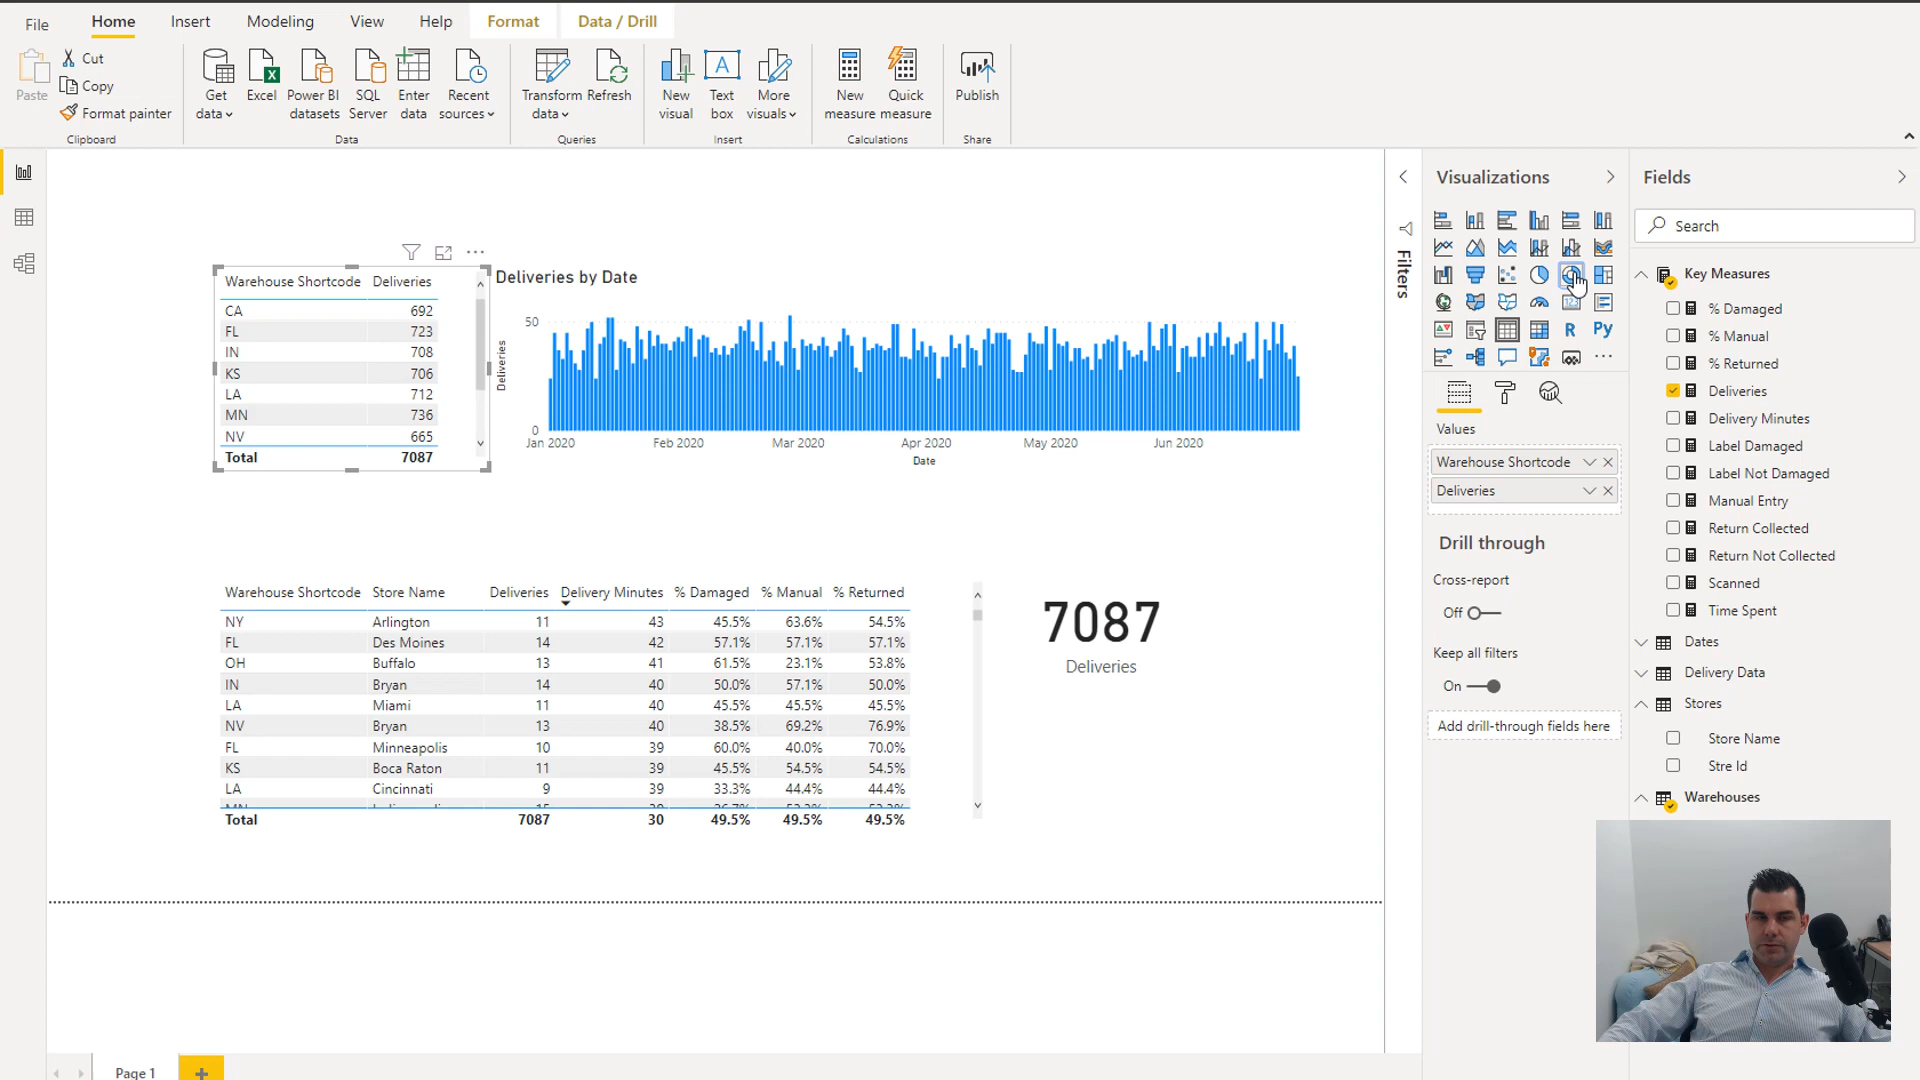 File Home Insert Modeling View Help Format Data / Drill
Paste
Cut
Copy
Format painter
Clipboard
Get data
Excel
Power BI datasets
SQL Server
Enter data
Recent sources
Data
Transform data
Refresh
Queries
New visual
Text box
More visuals
Insert
New measure
Quick measure
Calculations
Publish
Share
Warehouse Shortcode Deliveries
CA 692
FL 723
IN 708
KS 706
LA 712
MN 736
NV 665
Total 7087
Deliveries by Date
Deliveries
50
0
Jan 2020 Feb 2020 Mar 2020 Apr 2020 May 2020 Jun 2020
Date
Warehouse Shortcode Store Name Deliveries Delivery Minutes % Damaged % Manual % Returned
NY Arlington 11 43 45.5% 63.6% 54.5%
FL Des Moines 14 42 57.1% 57.1% 57.1%
OH Buffalo 13 41 61.5% 23.1% 53.8%
IN Bryan 14 40 50.0% 57.1% 50.0%
LA Miami 11 40 45.5% 45.5% 45.5%
NV Bryan 13 40 38.5% 69.2% 76.9%
FL Minneapolis 10 39 60.0% 40.0% 70.0%
KS Boca Raton 11 39 45.5% 54.5% 54.5%
LA Cincinnati 9 39 33.3% 44.4% 44.4%
Total 7087 30 49.5% 49.5% 49.5%
7087
Deliveries
Page 1
Filters
Visualizations
123
R
Py
Values
Warehouse Shortcode
Deliveries
Drill through
Cross-report
Off
Keep all filters
On
Add drill-through fields here
Fields
Search
Key Measures
% Damaged
% Manual
% Returned
Deliveries
Delivery Minutes
Label Damaged
Label Not Damaged
Manual Entry
Return Collected
Return Not Collected
Scanned
Time Spent
Dates
Delivery Data
Stores
Store Name
Stre Id
Warehouses